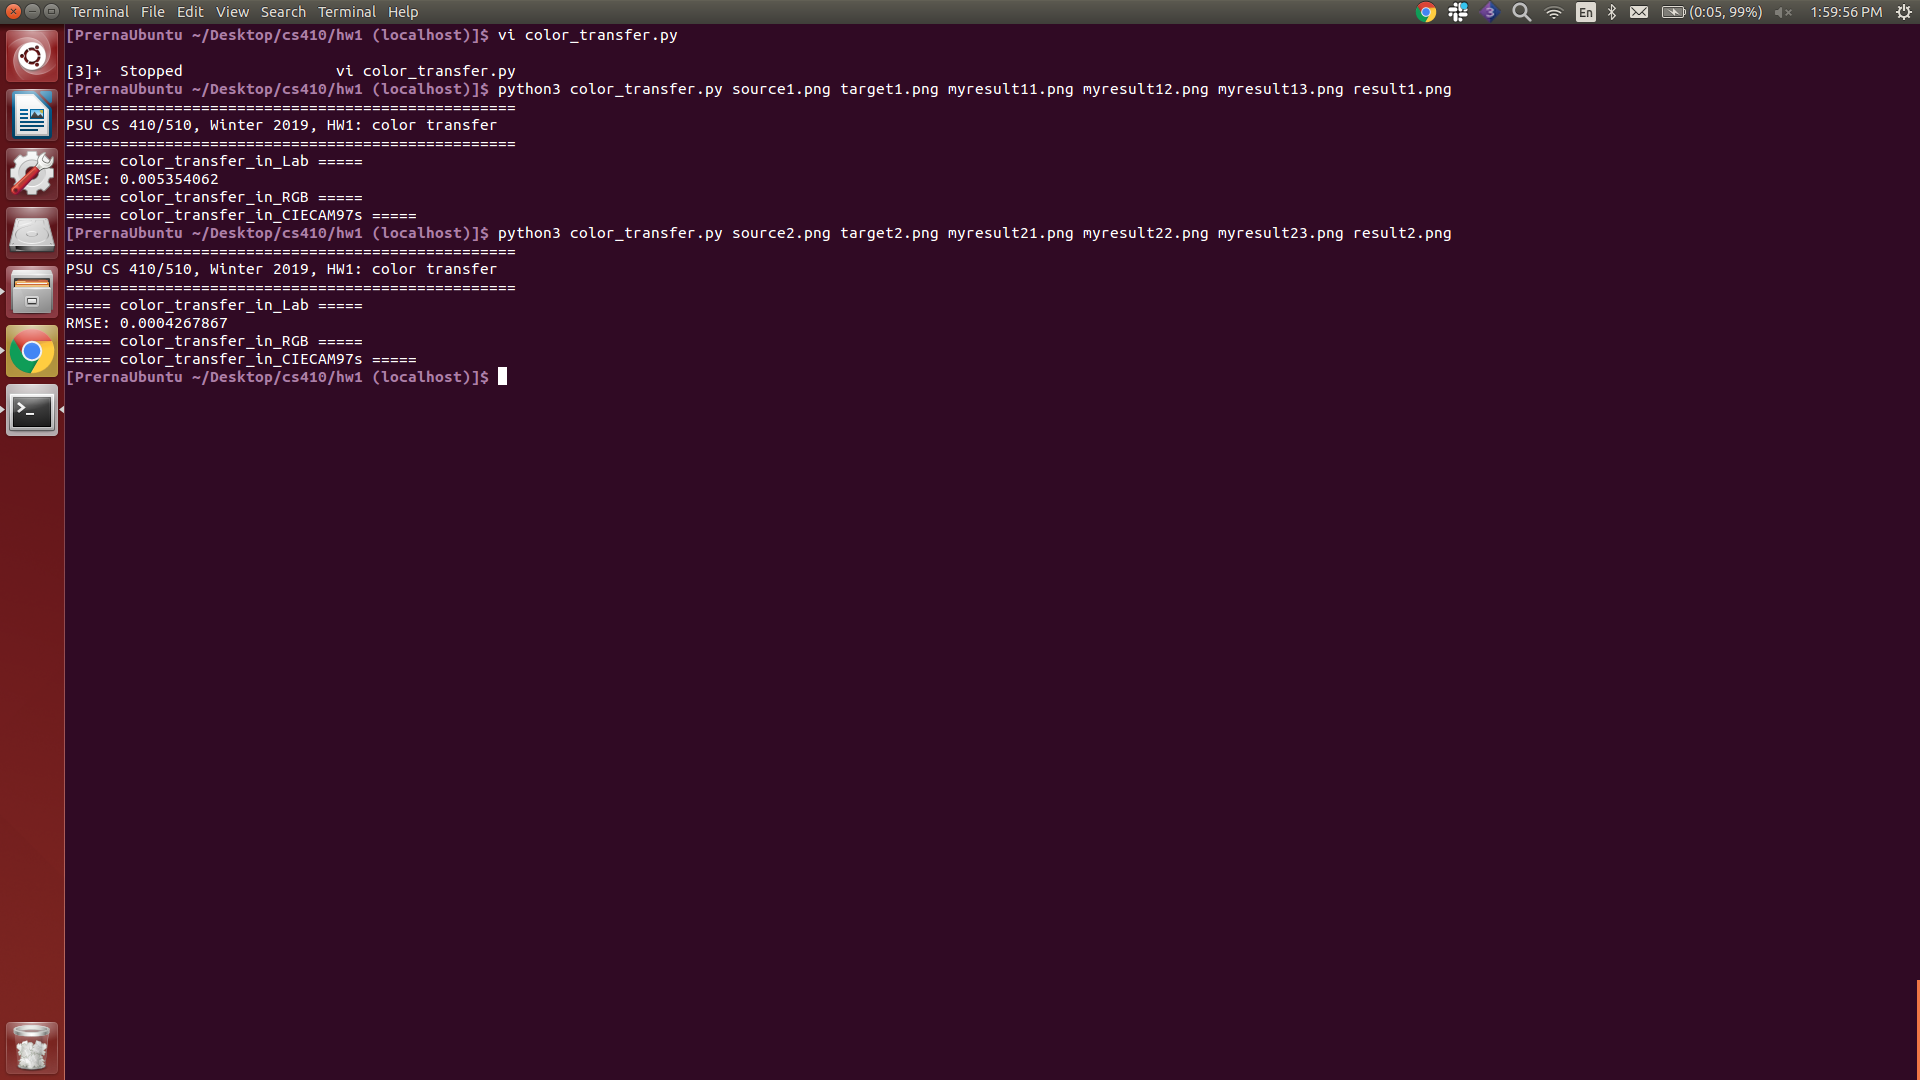 Terminal File Edit View Search Terminal Help 3 En (0:05, 99%) 1:59:56 PM
[PrernaUbuntu ~/Desktop/cs410/hw1 (localhost)]$ vi color_transfer.py
[3]+  Stopped                 vi color_transfer.py
[PrernaUbuntu ~/Desktop/cs410/hw1 (localhost)]$ python3 color_transfer.py source1.png target1.png myresult11.png myresult12.png myresult13.png result1.png
==================================================
PSU CS 410/510, Winter 2019, HW1: color transfer
==================================================
===== color_transfer_in_Lab =====
RMSE: 0.005354062
===== color_transfer_in_RGB =====
===== color_transfer_in_CIECAM97s =====
[PrernaUbuntu ~/Desktop/cs410/hw1 (localhost)]$ python3 color_transfer.py source2.png target2.png myresult21.png myresult22.png myresult23.png result2.png
==================================================
PSU CS 410/510, Winter 2019, HW1: color transfer
==================================================
===== color_transfer_in_Lab =====
RMSE: 0.0004267867
===== color_transfer_in_RGB =====
===== color_transfer_in_CIECAM97s =====
[PrernaUbuntu ~/Desktop/cs410/hw1 (localhost)]$